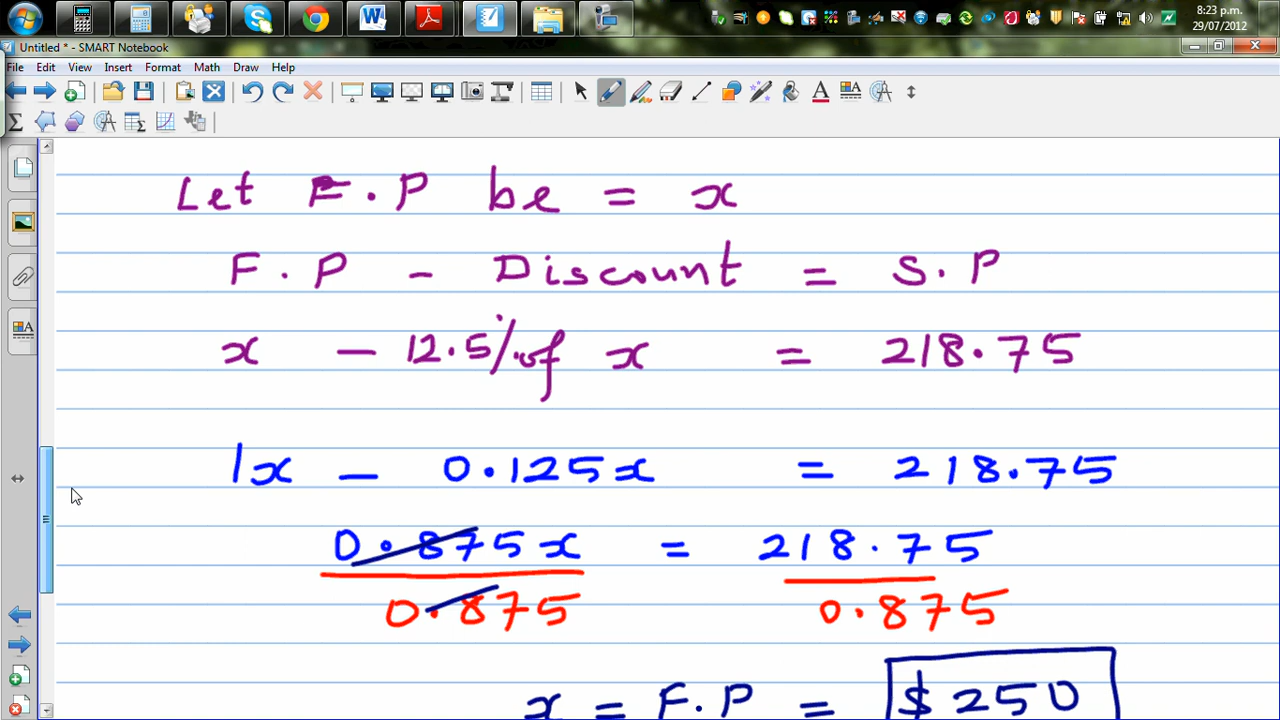 8:23 p.m.
29/07/2012
Untitled * - SMART Notebook
File Edit View Insert Format Math Draw Help
Let F.P be = x
F.P - Discount = S.P
x - 12.5% of x = 218.75
1x - 0.125x = 218.75
0.875x = 218.75
0.875 0.875
x = F.P = $250